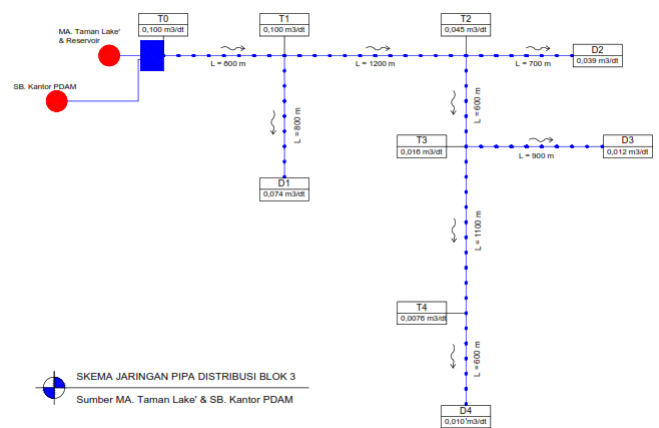 T0
0,100 m3/dt
T1
0,100 m3/dt
T2
0,045 m3/dt
MA. Taman Lake'
& Reservoir
D2
0,039 m3/dt
L = 800 m
L = 1200 m
L = 700 m
SB. Kantor PDAM
L = 800 m
L = 600 m
T3
0,016 m3/dt
D3
0,012 m3/dt
L = 900 m
D1
0,074 m3/dt
L = 1100 m
T4
0,0076 m3/dt
L = 600 m
SKEMA JARINGAN PIPA DISTRIBUSI BLOK 3
Sumber MA. Taman Lake' & SB. Kantor PDAM
D4
0,010 m3/dt